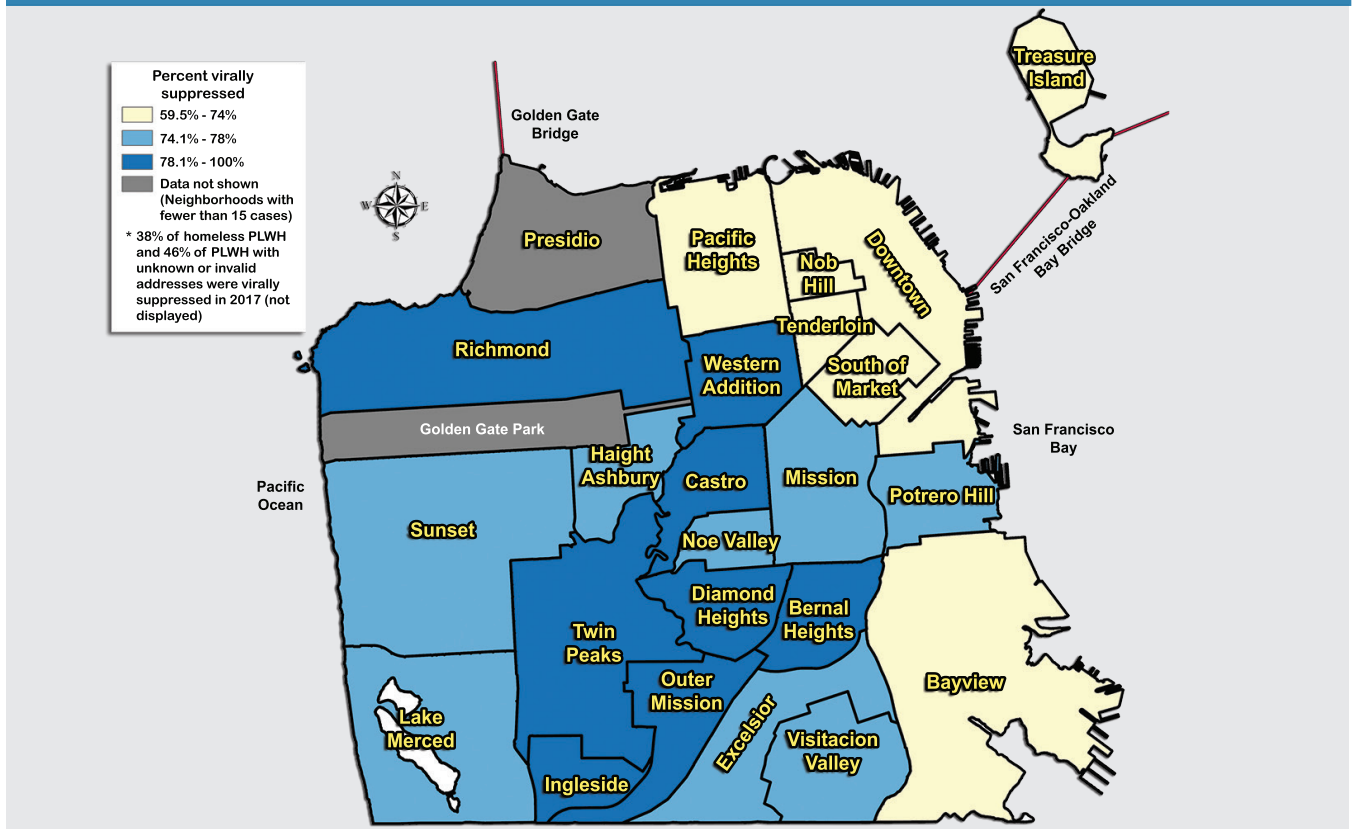 Percent virally
suppressed
59.5% - 74%
74.1% - 78%
78.1% - 100%
Data not shown
(Neighborhoods with
fewer than 15 cases)
* 38% of homeless PLWH
and 46% of PLWH with
unknown or invalid
addresses were virally
suppressed in 2017 (not
displayed)
Golden Gate
Bridge
N
W
E
S
Treasure
Island
San Francisco-Oakland
Bay Bridge
Presidio
Pacific
Heights
Nob
Hill
Downtown
Tenderloin
Richmond
Western
Addition
South of
Market
Golden Gate Park
San Francisco
Bay
Haight
Ashbury
Castro
Mission
Potrero Hill
Pacific
Ocean
Sunset
Noe Valley
Diamond
Heights
Bernal
Heights
Twin
Peaks
Outer
Mission
Bayview
Lake
Merced
Excelsior
Visitacion
Valley
Ingleside